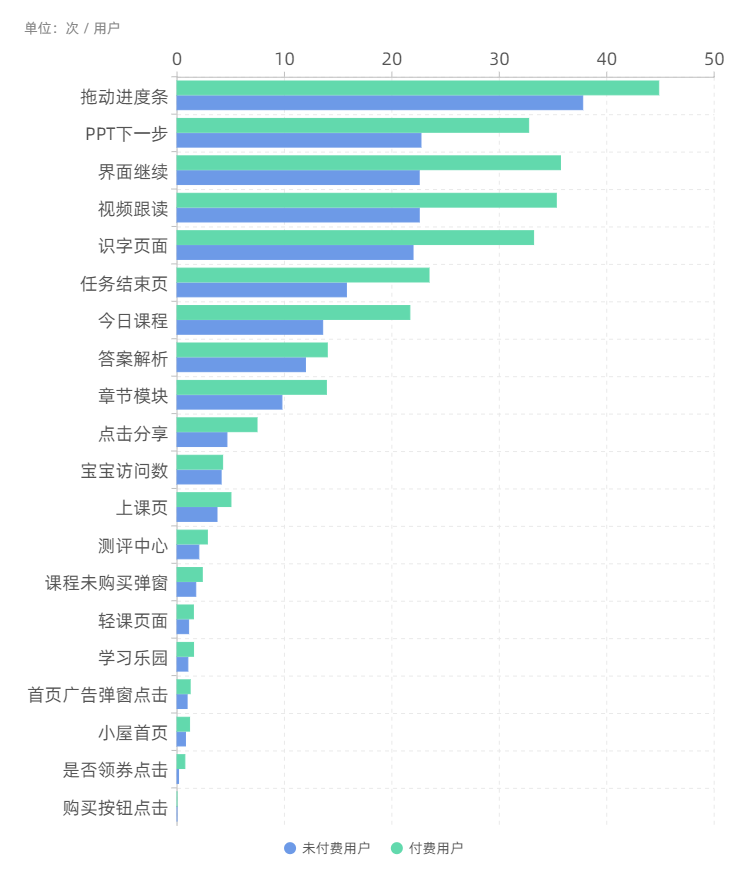 单位：次 / 用户
0 10 20 30 40 50
拖动进度条
PPT下一步
界面继续
视频跟读
识字页面
任务结束页
今日课程
答案解析
章节模块
点击分享
宝宝访问数
上课页
测评中心
课程未购买弹窗
轻课页面
学习乐园
首页广告弹窗点击
小屋首页
是否领券点击
购买按钮点击
未付费用户 付费用户